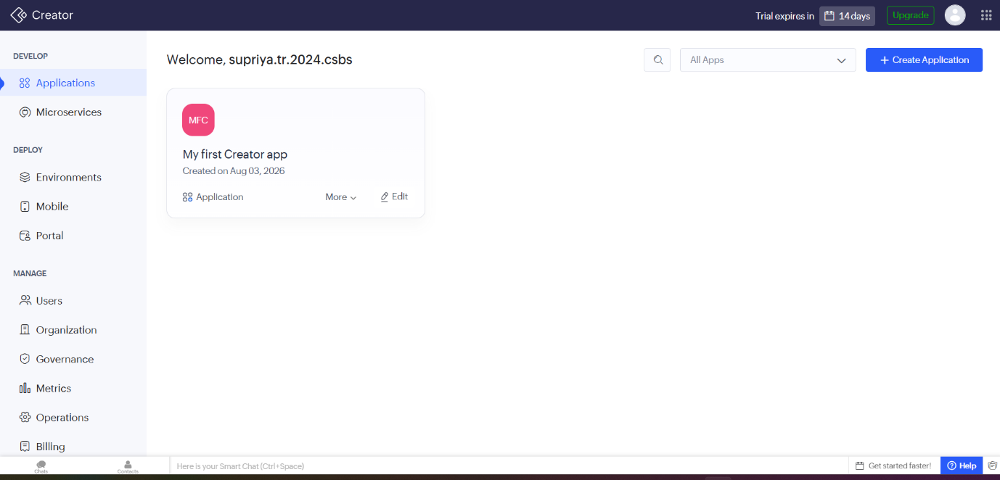 Creator
Trial expires in 14 days Upgrade
DEVELOP
Applications
Microservices
DEPLOY
Environments
Mobile
Portal
MANAGE
Users
Organization
Governance
Metrics
Operations
Billing
Welcome, supriya.tr.2024.csbs
All Apps
+ Create Application
MFC
My first Creator app
Created on Aug 03, 2026
Application More Edit
Chats Contacts Here is your Smart Chat (Ctrl+Space) Get started faster! Help